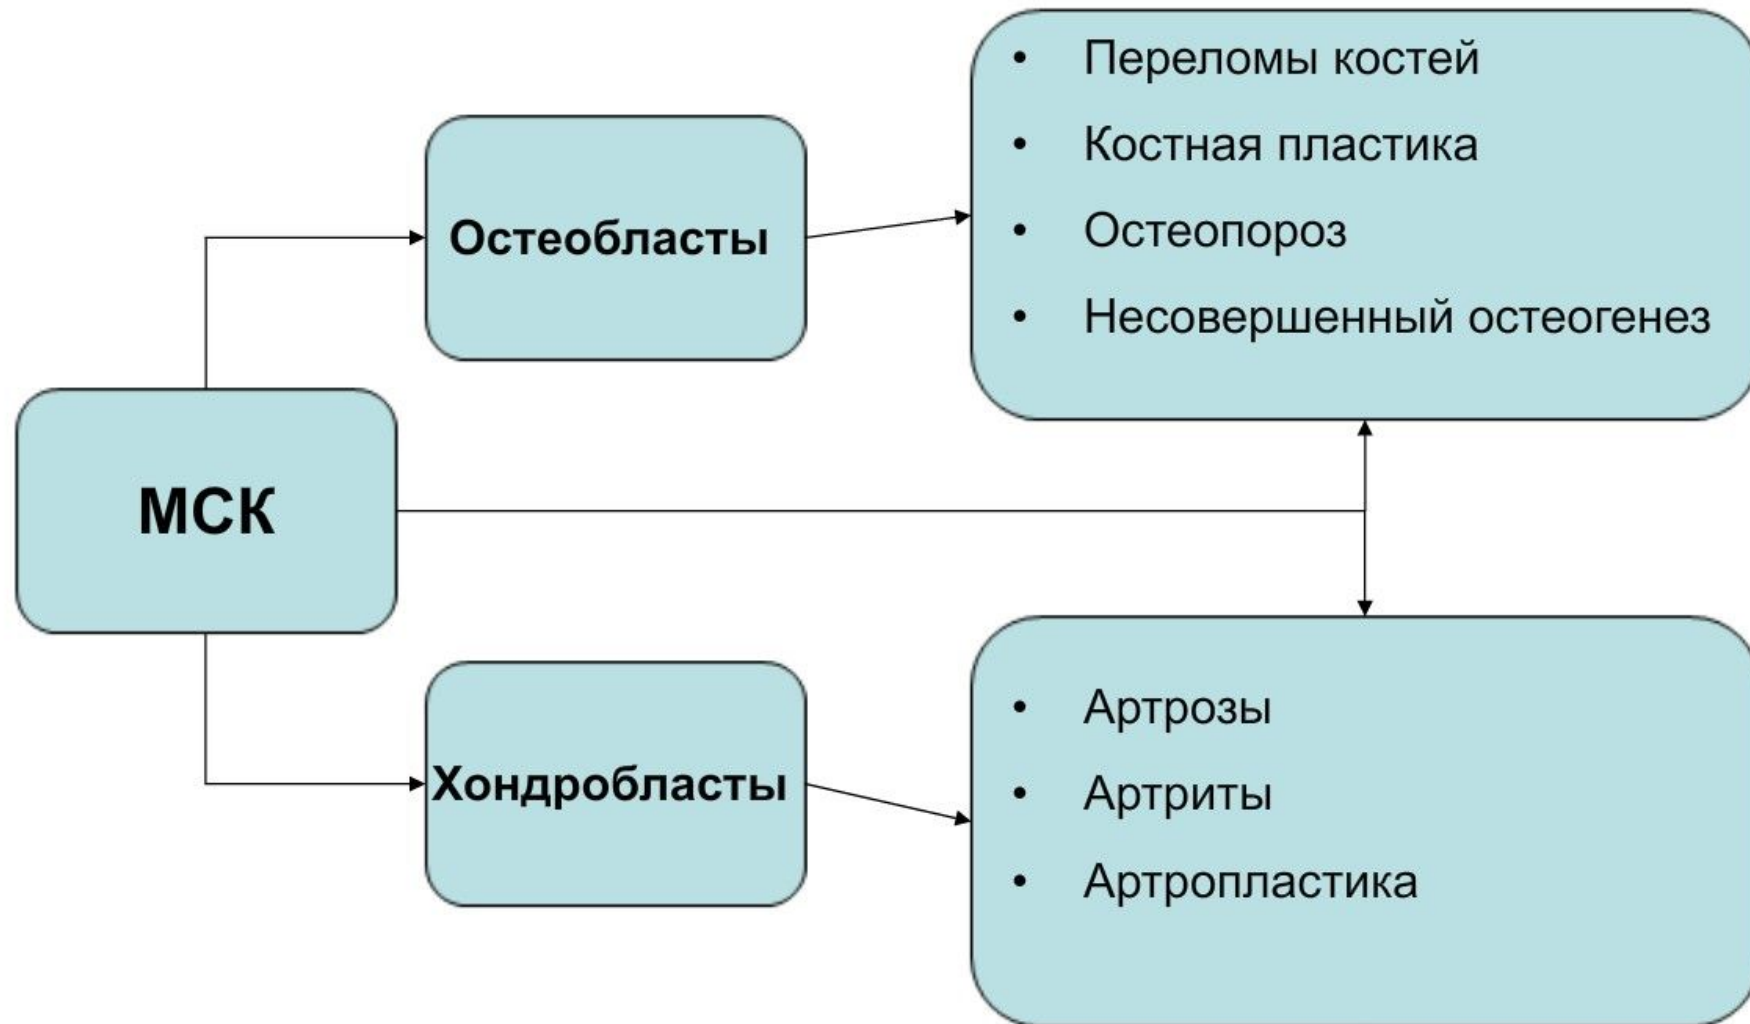 • Переломы костей
• Костная пластика
• Остеопороз
• Несовершенный остеогенез
Остеобласты
МСК
Хондробласты
• Артрозы
• Артриты
• Артропластика